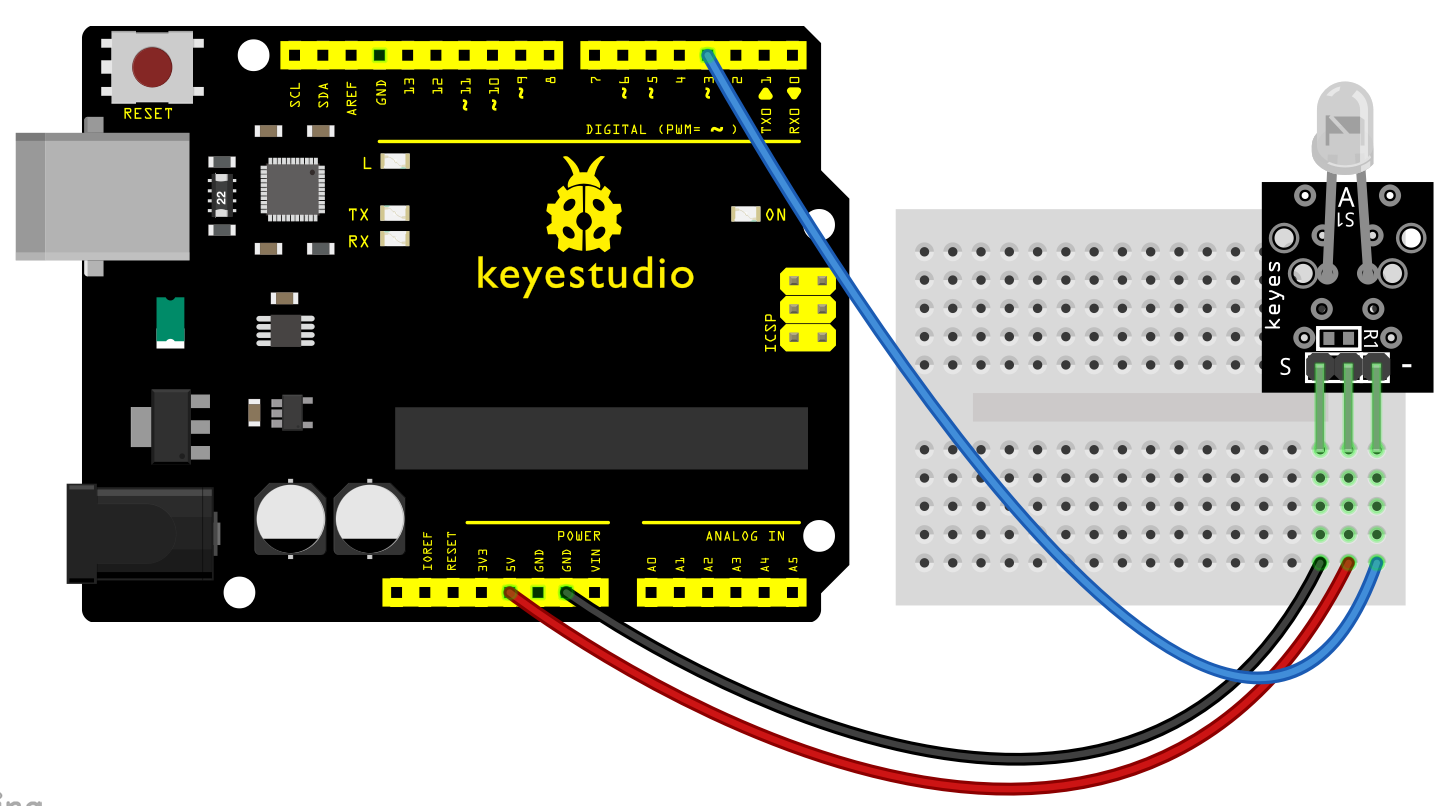 RESET
SCL
SDA
AREF
GND
13
12
~11
~10
~9
8
7
~6
~5
4
~3
2
TX0 1
RX0 0
DIGITAL (PWM= ~ )
L
TX
RX
22
ON
keyestudio
ICSP
POWER
ANALOG IN
IOREF
RESET
3V3
5V
GND
GND
VIN
A0
A1
A2
A3
A4
A5
A
S1
keyes
R1
S
-
ing